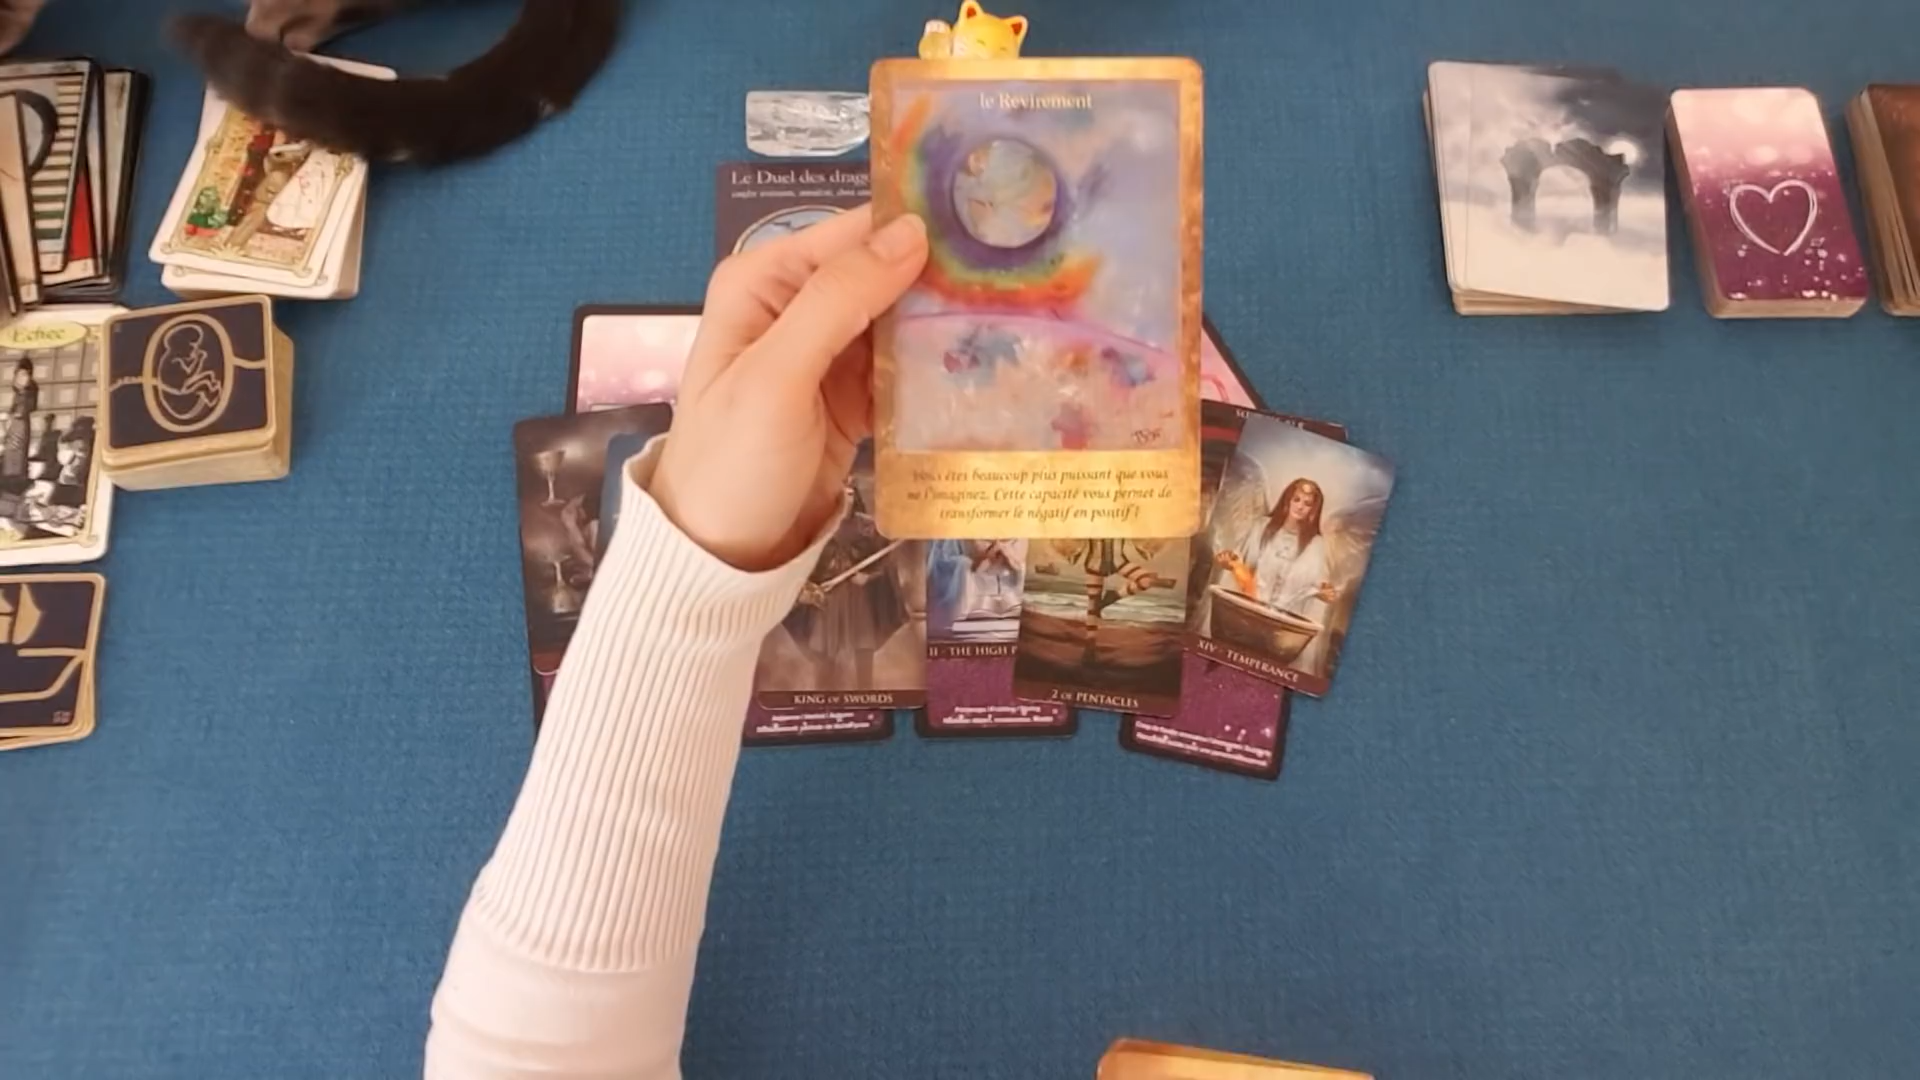 le Revirement
Vous êtes beaucoup plus puissant que vous
ne l'imaginez. Cette capacité vous permet de
transformer le négatif en positif !
Le Duel des drago
Echec
KING OF SWORDS
II - THE HIGH P
2 OF PENTACLES
XIV - TEMPERANCE